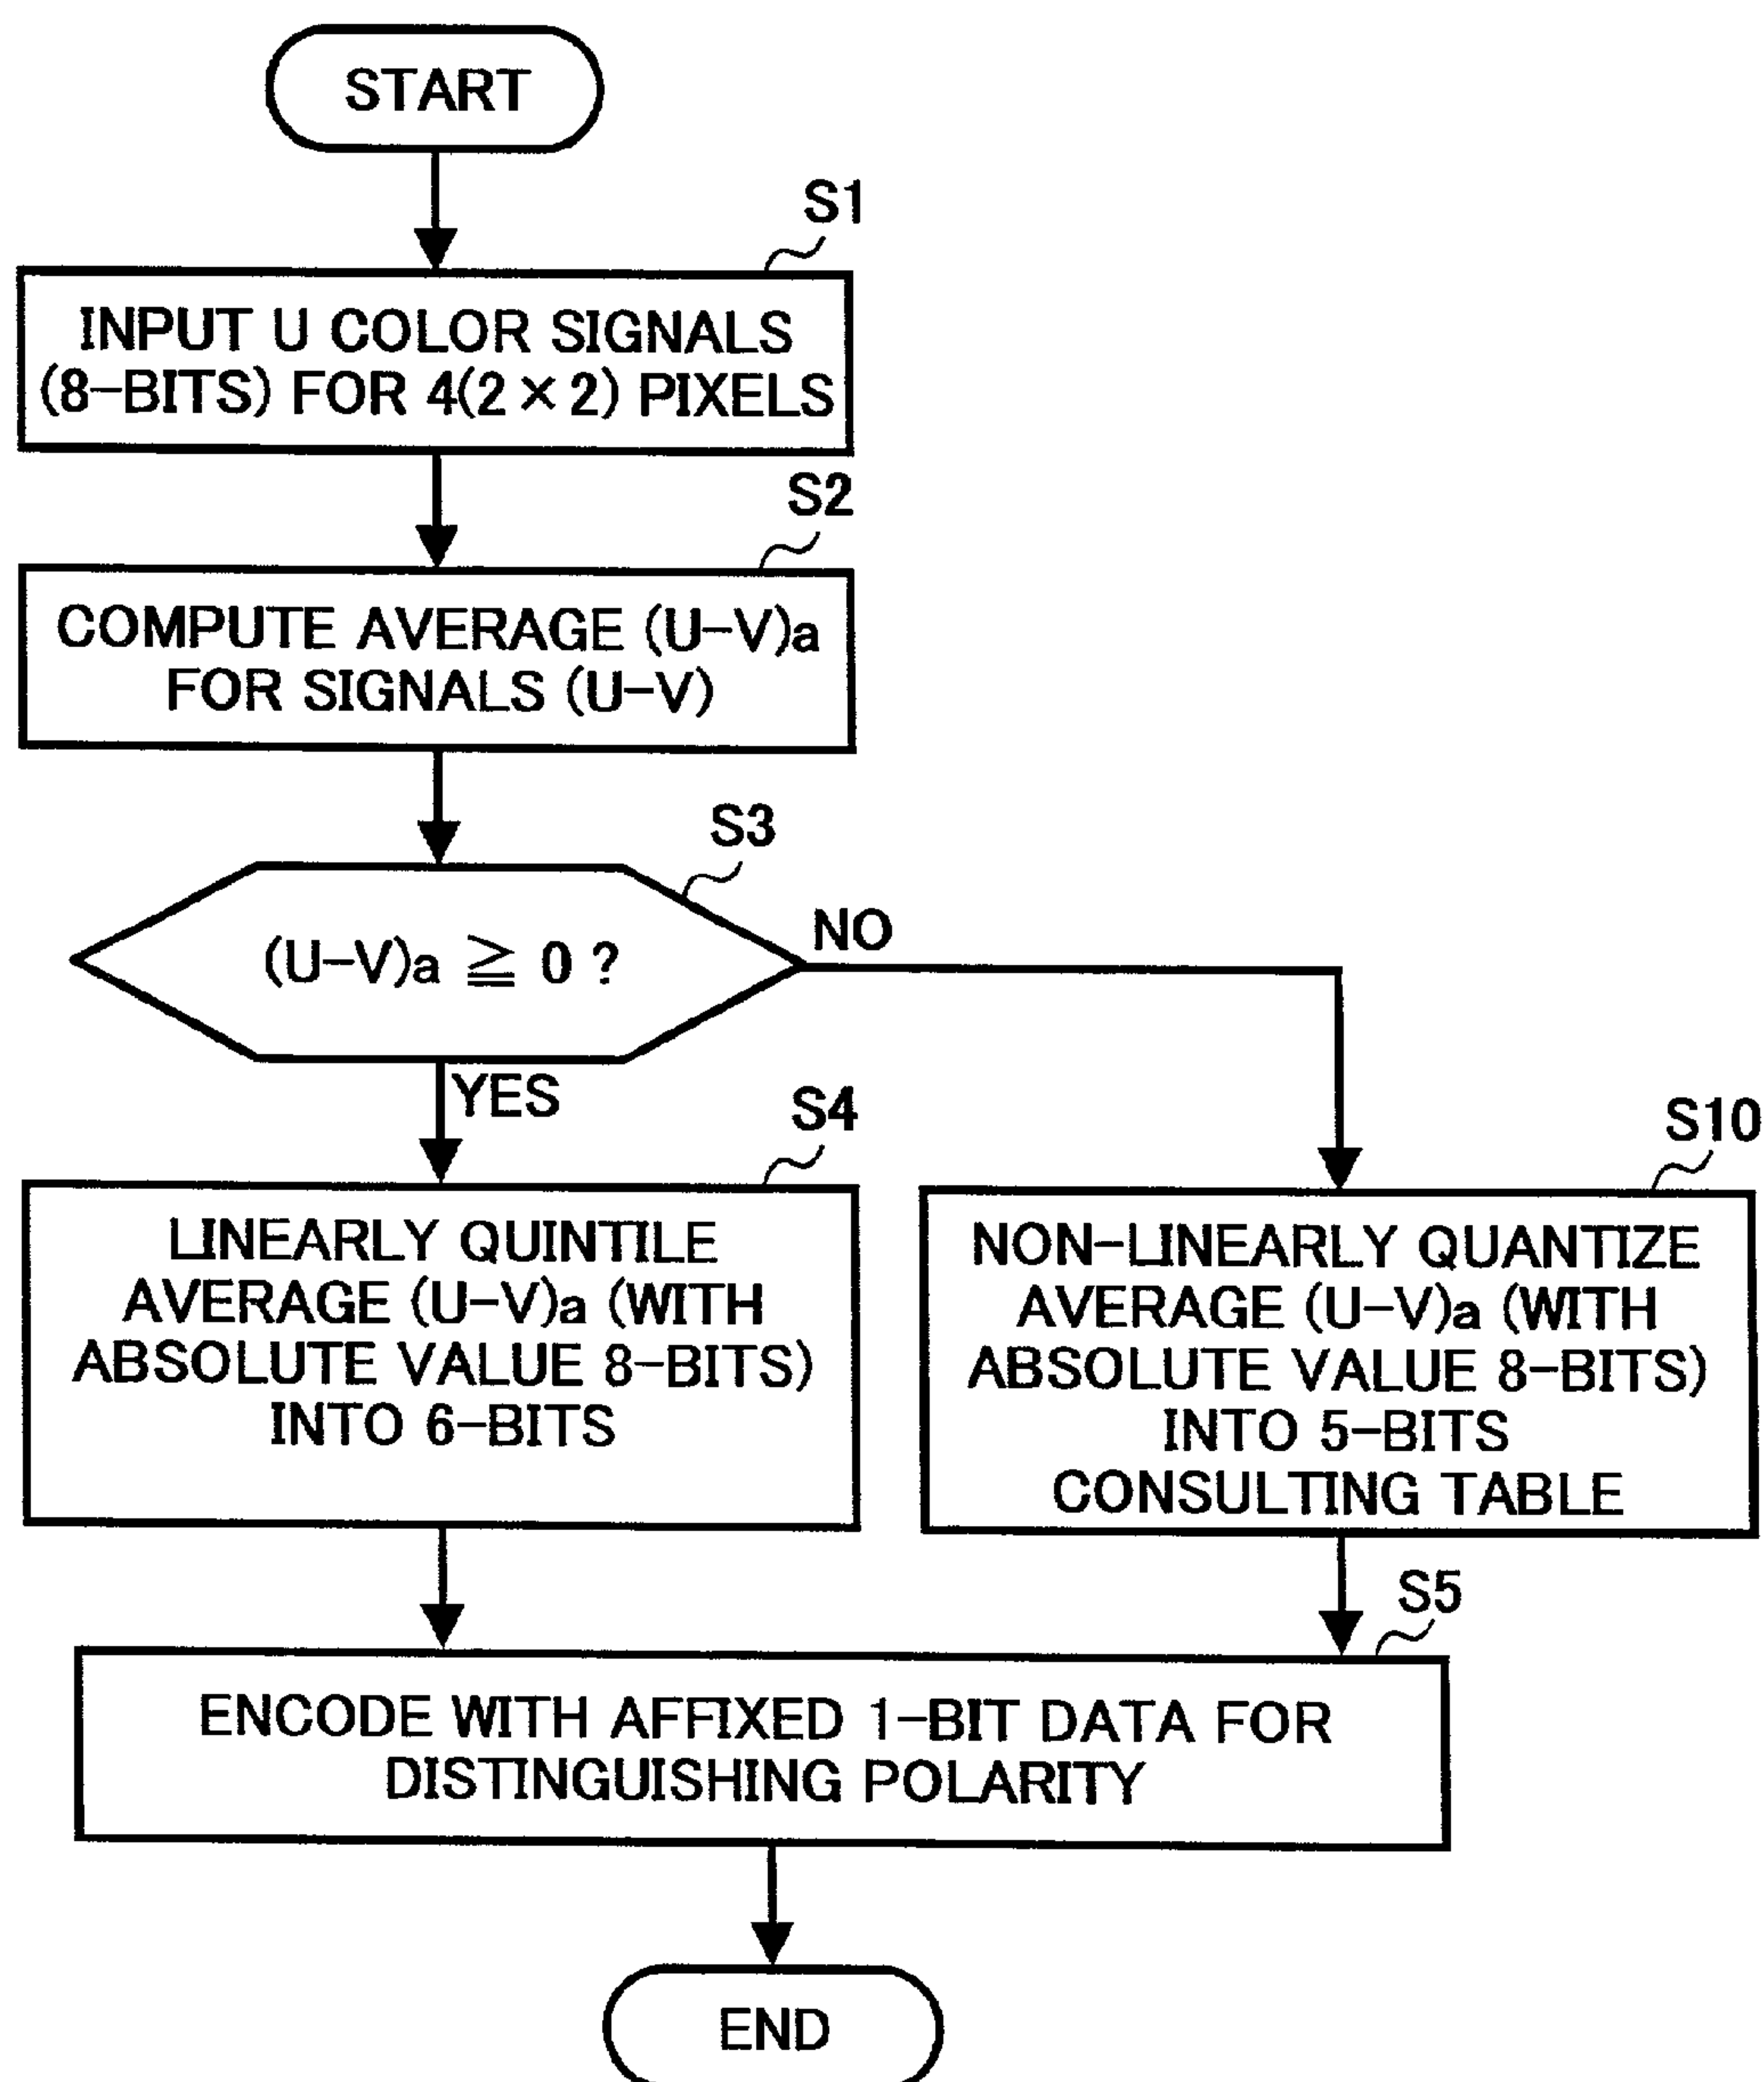 START
S1
INPUT U COLOR SIGNALS
(8-BITS) FOR 4(2×2) PIXELS
S2
COMPUTE AVERAGE (U-V)a
FOR SIGNALS (U-V)
S3
(U-V)a ≧ 0 ?
NO
YES
S4
LINEARLY QUINTILE
AVERAGE (U-V)a (WITH
ABSOLUTE VALUE 8-BITS)
INTO 6-BITS
S10
NON-LINEARLY QUANTIZE
AVERAGE (U-V)a (WITH
ABSOLUTE VALUE 8-BITS)
INTO 5-BITS
CONSULTING TABLE
S5
ENCODE WITH AFFIXED 1-BIT DATA FOR
DISTINGUISHING POLARITY
END